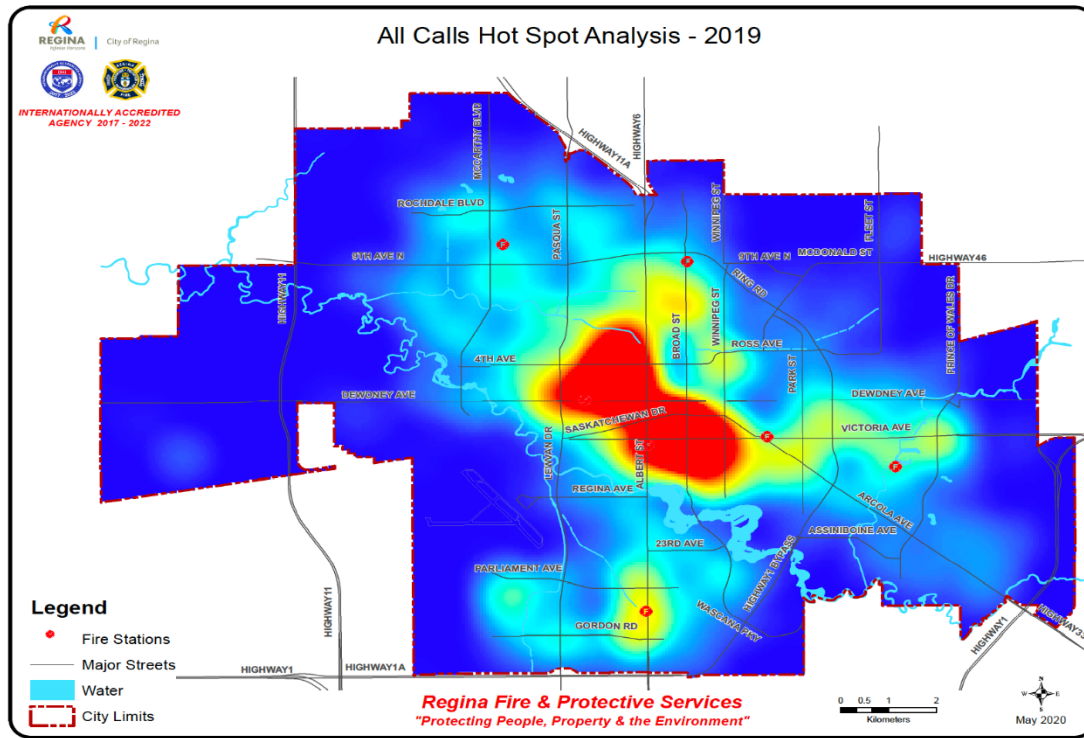 All Calls Hot Spot Analysis - 2019
REGINA
City of Regina
INTERNATIONALLY ACCREDITED
AGENCY 2017 - 2022
MCCARTHY BLVD
HIGHWAY11A
HIGHWAY6
ROCHDALE BLVD
PASQUA ST
WINNIPEG ST
FLEET ST
9TH AVE N
9TH AVE N
MCDONALD ST
HIGHWAY46
HIGHWAY11
RING RD
BROAD ST
WINNIPEG ST
PRINCE OF WALES DR
ROSS AVE
4TH AVE
PARK ST
DEWDNEY AVE
DEWDNEY AVE
SASKATCHEWAN DR
VICTORIA AVE
LEWVAN DR
ALBERT ST
REGINA AVE
ARCOLA AVE
ASSINIBOINE AVE
23RD AVE
HIGHWAY1 BYPASS
PARLIAMENT AVE
WASCANA PKY
GORDON RD
HIGHWAY11
HIGHWAY1
HIGHWAY33
HIGHWAY1
HIGHWAY1A
Legend
Fire Stations
Major Streets
Water
City Limits
Regina Fire & Protective Services
"Protecting People, Property & the Environment"
0 0.5 1 2
Kilometers
N
W E
S
May 2020